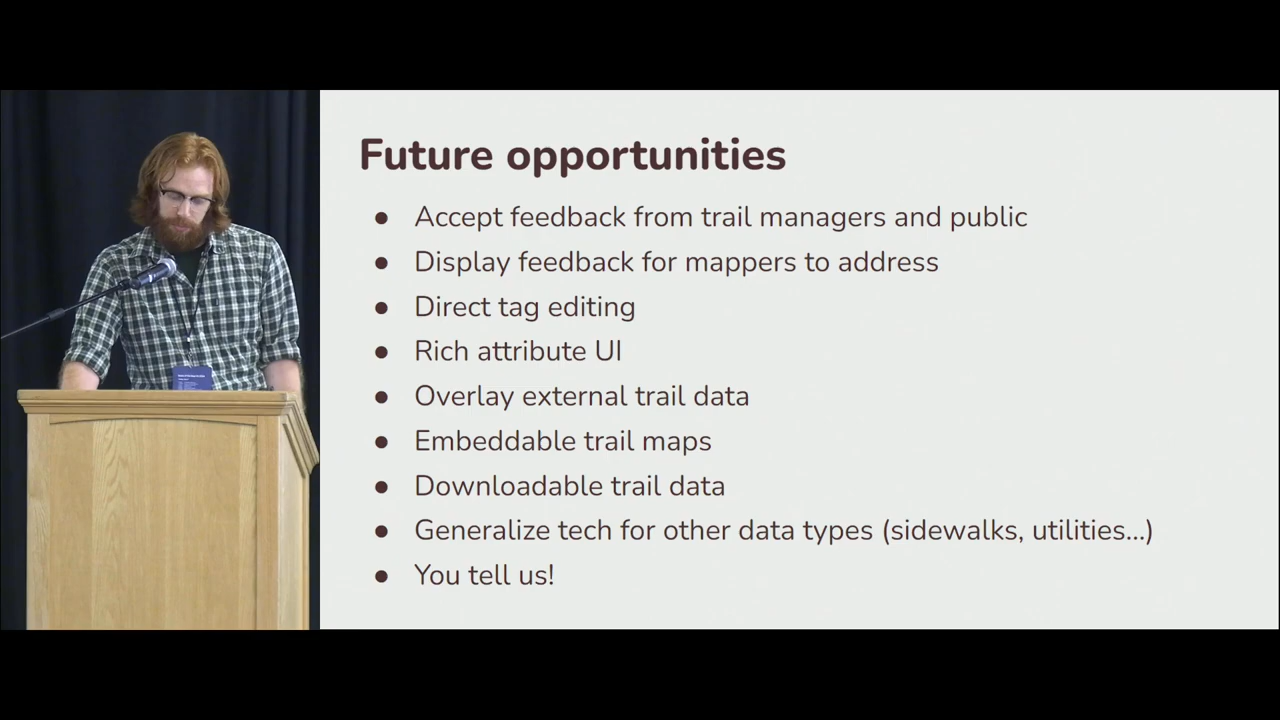 Future opportunities
● Accept feedback from trail managers and public
● Display feedback for mappers to address
● Direct tag editing
● Rich attribute UI
● Overlay external trail data
● Embeddable trail maps
● Downloadable trail data
● Generalize tech for other data types (sidewalks, utilities...)
● You tell us!